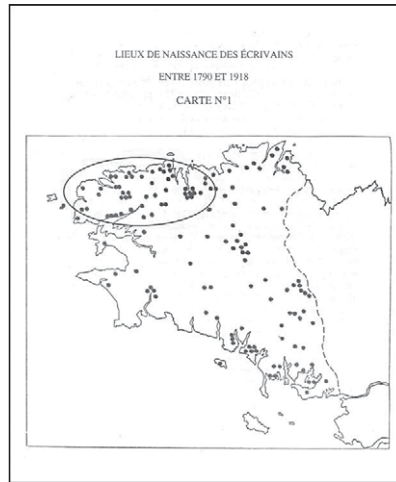 LIEUX DE NAISSANCE DES ÉCRIVAINS
ENTRE 1790 ET 1918
CARTE N°1